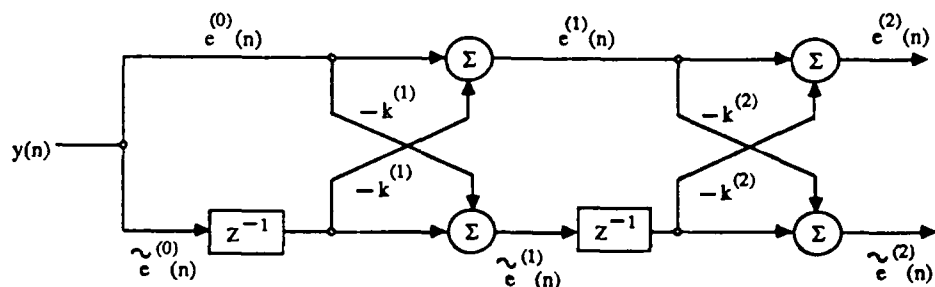 e^(0)(n)
e^(1)(n)
e^(2)(n)
Σ
Σ
−k^(1)
−k^(2)
y(n)
−k^(1)
−k^(2)
Z^−1
Σ
Z^−1
Σ
ẽ^(0)(n)
ẽ^(1)(n)
ẽ^(2)(n)